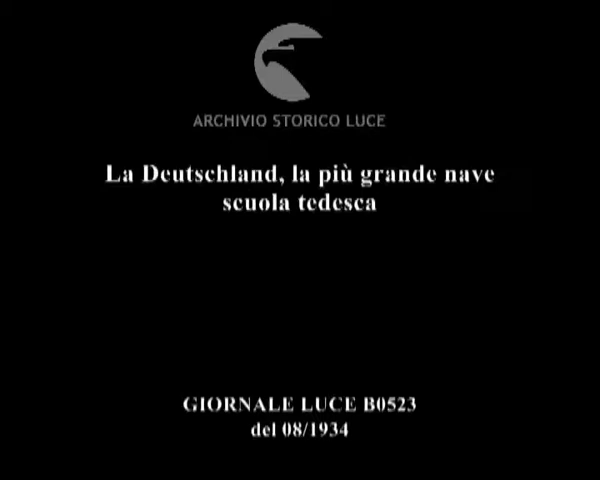 ARCHIVIO STORICO LUCE
La Deutschland, la più grande nave
scuola tedesca
GIORNALE LUCE B0523
del 08/1934